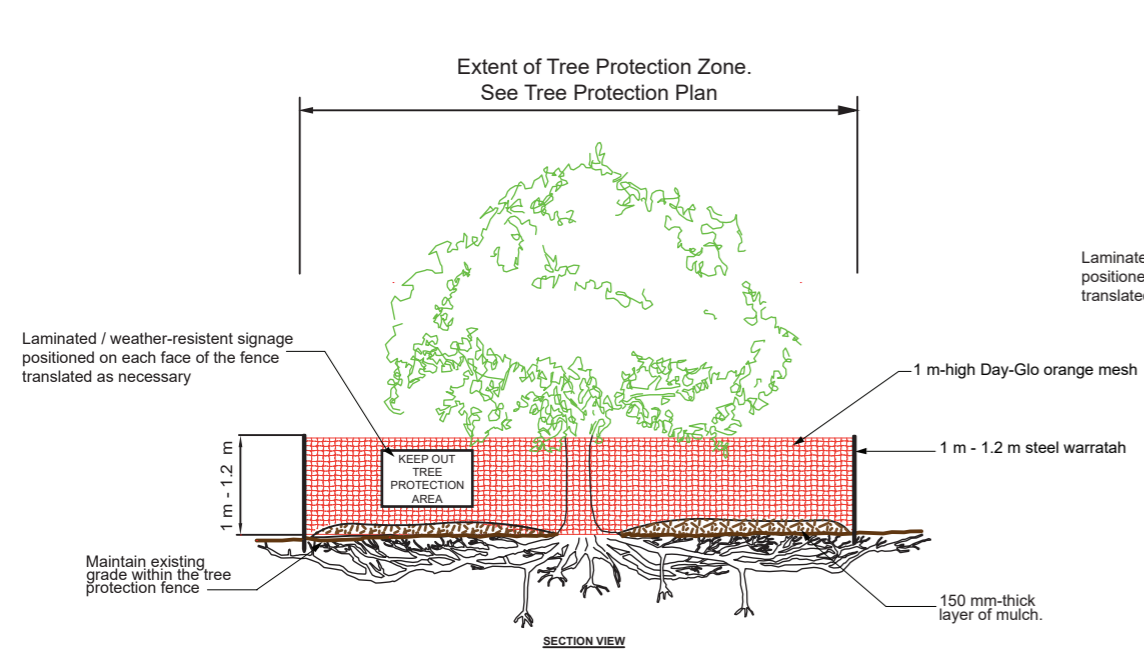 Extent of Tree Protection Zone.
See Tree Protection Plan
Laminated / weather-resistent signage
positioned on each face of the fence
translated as necessary
1 m-high Day-Glo orange mesh
1 m - 1.2 m steel warratah
1 m - 1.2 m
KEEP OUT
TREE
PROTECTION
AREA
Maintain existing
grade within the tree
protection fence
150 mm-thick
layer of mulch.
SECTION VIEW
Laminate
positione
translated